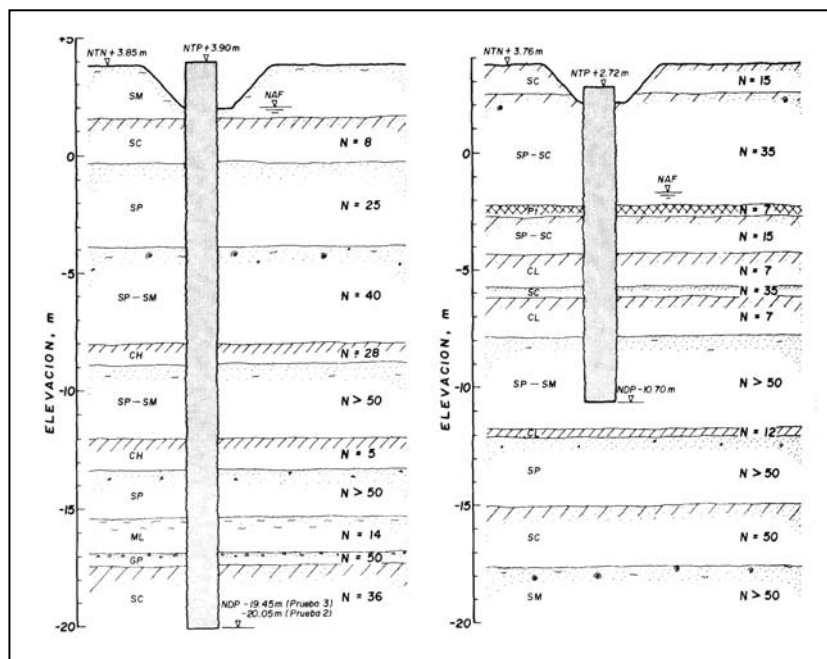 +5
0
-5
-10
-15
-20
ELEVACION, m
NTN + 3.85 m
NTP + 3.90 m
NAF
SM
SC
N = 8
SP
N = 25
SP-SM
N = 40
CH
N = 28
SP-SM
N > 50
CH
N = 5
SP
N > 50
ML
N = 14
GP
N = 50
SC
N = 36
NDP - 19.45 m (Prueba 3)
-20.05 m (Prueba 2)
+5
0
-5
-10
-15
-20
ELEVACION, m
NTN + 3.76 m
NTP + 2.72 m
SC
N = 15
SP-SC
N = 35
NAF
N = 7
SP-SC
N = 15
CL
N = 7
SC
N = 35
CL
N = 7
SP-SM
N > 50
NDP - 10.70 m
CL
N = 12
SP
N > 50
SC
N = 50
SM
N > 50